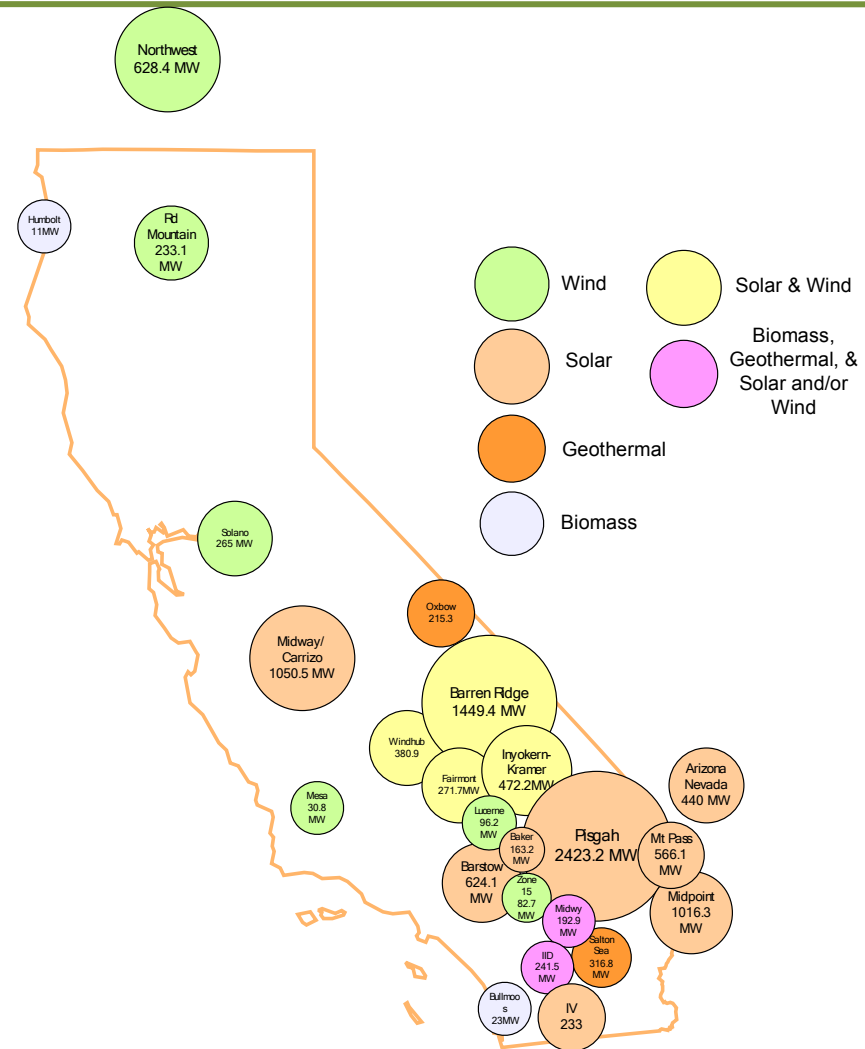 Northwest
628.4 MW
Humbolt
11MW
Rd
Mountain
233.1
MW
Wind
Solar & Wind
Solar
Biomass,
Geothermal, &
Solar and/or
Wind
Geothermal
Biomass
Solano
265 MW
Oxbow
215.3
Midway/
Carrizo
1050.5 MW
Barren Ridge
1449.4 MW
Windhub
380.9
Inyokern-
Kramer
472.2MW
Fairmont
271.7MW
Arizona
Nevada
440 MW
Mesa
30.8
MW
Lucerne
96.2
MW
Baker
163.2
MW
Pisgah
2423.2 MW
Mt Pass
566.1
MW
Barstow
624.1
MW
Zone
15
82.7
MW
Midpoint
1016.3
MW
Midwy
192.9
MW
Salton
Sea
316.8
MW
IID
241.5
MW
Bullmoo
s
23MW
IV
233